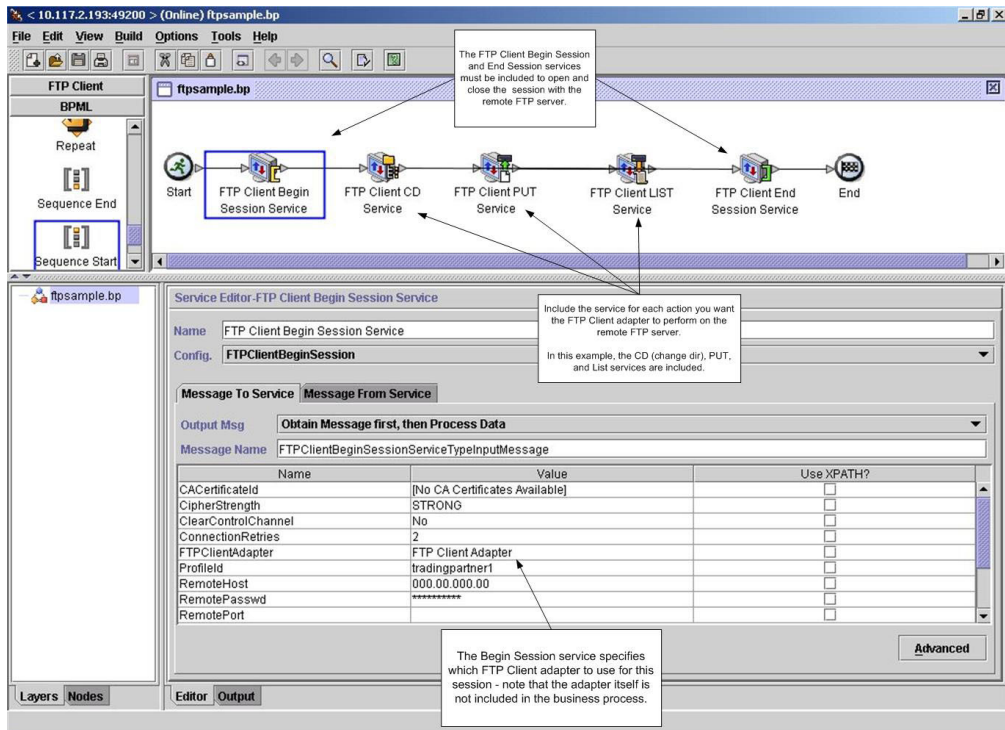 < 10.117.2.193:49200 > (Online) ftpsample.bp
File Edit View Build Options Tools Help
FTP Client
BPML
Repeat
Sequence End
Sequence Start
ftpsample.bp
The FTP Client Begin Session
and End Session services
must be included to open and
close the session with the
remote FTP server.
Start
FTP Client Begin
Session Service
FTP Client CD
Service
FTP Client PUT
Service
FTP Client LIST
Service
FTP Client End
Session Service
End
ftpsample.bp
Service Editor-FTP Client Begin Session Service
Include the service for each action you want
the FTP Client adapter to perform on the
remote FTP server.
In this example, the CD (change dir), PUT,
and List services are included.
Name FTP Client Begin Session Service
Config. FTPClientBeginSession
Message To Service Message From Service
Output Msg Obtain Message first, then Process Data
Message Name FTPClientBeginSessionServiceTypeInputMessage
Name Value Use XPATH?
CACertificateId [No CA Certificates Available]
CipherStrength STRONG
ClearControlChannel No
ConnectionRetries 2
FTPClientAdapter FTP Client Adapter
ProfileId tradingpartner1
RemoteHost 000.00.000.00
RemotePasswd **********
RemotePort
The Begin Session service specifies
which FTP Client adapter to use for this
session - note that the adapter itself is
not included in the business process.
Advanced
Layers Nodes
Editor Output